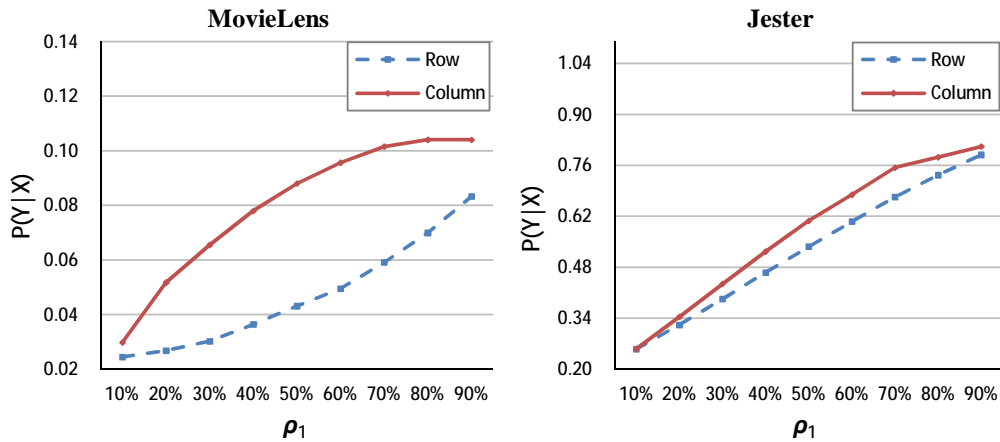 MovieLens
0.14
0.12
0.10
0.08
0.06
0.04
0.02
P(Y|X)
Row
Column
10% 20% 30% 40% 50% 60% 70% 80% 90%
ρ1
Jester
1.04
0.90
0.76
0.62
0.48
0.34
0.20
P(Y|X)
Row
Column
10% 20% 30% 40% 50% 60% 70% 80% 90%
ρ1